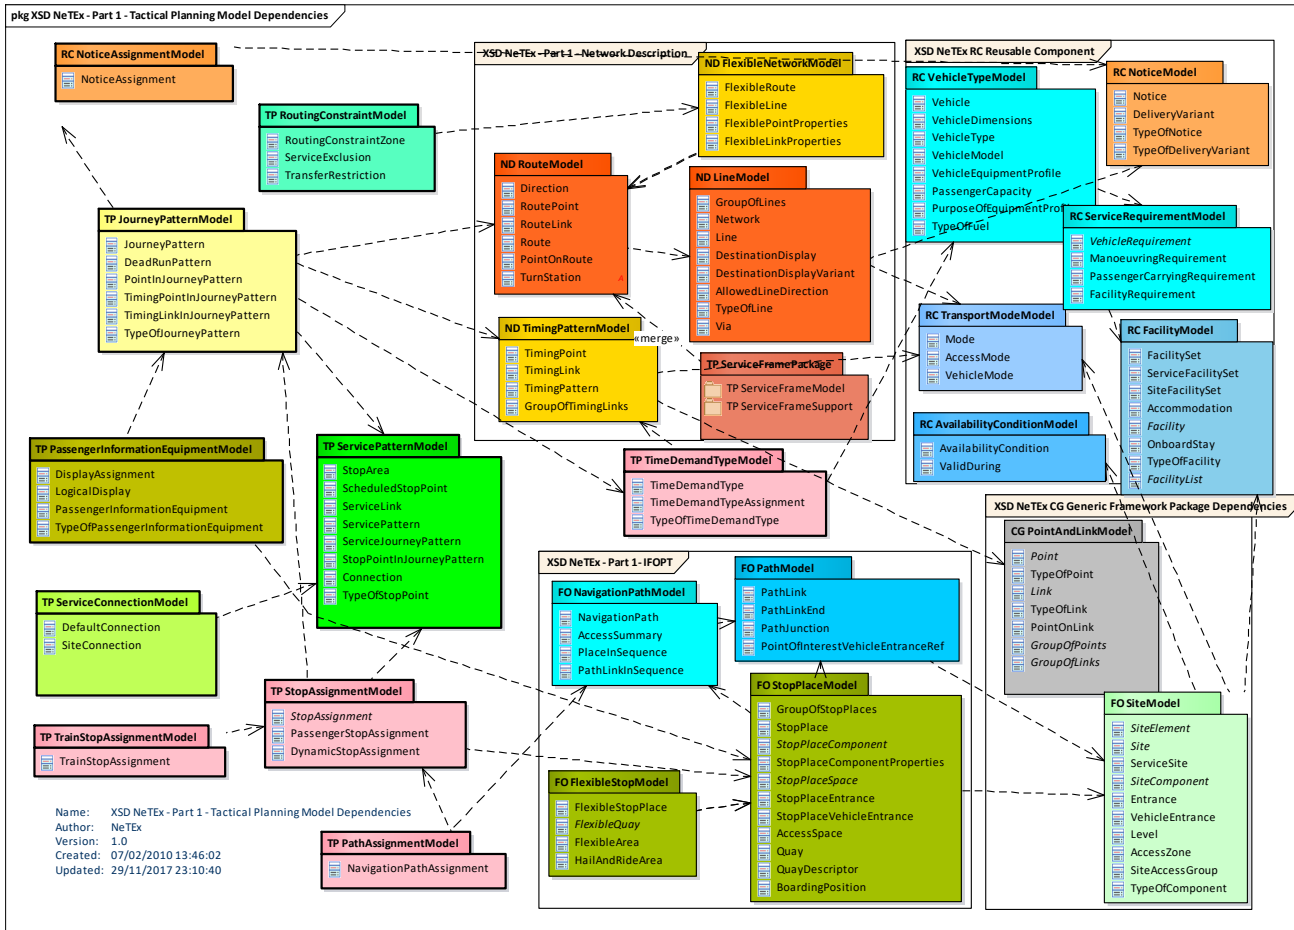 pkg XSD NeTEx - Part 1 - Tactical Planning Model Dependencies
RC NoticeAssignmentModel
NoticeAssignment
TP RoutingConstraintModel
RoutingConstraintZone
ServiceExclusion
TransferRestriction
TP JourneyPatternModel
JourneyPattern
DeadRunPattern
PointInJourneyPattern
TimingPointInJourneyPattern
TimingLinkInJourneyPattern
TypeOfJourneyPattern
XSD NeTEx - Part 1 - Network Description
ND FlexibleNetworkModel
FlexibleRoute
FlexibleLine
FlexiblePointProperties
FlexibleLinkProperties
ND RouteModel
Direction
RoutePoint
RouteLink
Route
PointOnRoute
TurnStation
A
ND LineModel
GroupOfLines
Network
Line
DestinationDisplay
DestinationDisplayVariant
AllowedLineDirection
TypeOfLine
Via
ND TimingPatternModel
TimingPoint
TimingLink
TimingPattern
GroupOfTimingLinks
«merge»
TP ServiceFramePackage
TP ServiceFrameModel
TP ServiceFrameSupport
XSD NeTEx RC Reusable Component
RC VehicleTypeModel
Vehicle
VehicleDimensions
VehicleType
VehicleModel
VehicleEquipmentProfile
PassengerCapacity
PurposeOfEquipmentProfi
TypeOfFuel
RC NoticeModel
Notice
DeliveryVariant
TypeOfNotice
TypeOfDeliveryVariant
RC ServiceRequirementModel
VehicleRequirement
ManoeuvringRequirement
PassengerCarryingRequirement
FacilityRequirement
RC TransportModeModel
Mode
AccessMode
VehicleMode
RC FacilityModel
FacilitySet
ServiceFacilitySet
SiteFacilitySet
Accommodation
Facility
OnboardStay
TypeOfFacility
FacilityList
RC AvailabilityConditionModel
AvailabilityCondition
ValidDuring
TP PassengerInformationEquipmentModel
DisplayAssignment
LogicalDisplay
PassengerInformationEquipment
TypeOfPassengerInformationEquipment
TP ServicePatternModel
StopArea
ScheduledStopPoint
ServiceLink
ServicePattern
ServiceJourneyPattern
StopPointInJourneyPattern
Connection
TypeOfStopPoint
TP TimeDemandTypeModel
TimeDemandType
TimeDemandTypeAssignment
TypeOfTimeDemandType
XSD NeTEx CG Generic Framework Package Dependencies
CG PointAndLinkModel
Point
TypeOfPoint
Link
TypeOfLink
PointOnLink
GroupOfPoints
GroupOfLinks
TP ServiceConnectionModel
DefaultConnection
SiteConnection
XSD NeTEx - Part 1- IFOPT
FO NavigationPathModel
NavigationPath
AccessSummary
PlaceInSequence
PathLinkInSequence
FO PathModel
PathLink
PathLinkEnd
PathJunction
PointOfInterestVehicleEntranceRef
TP StopAssignmentModel
StopAssignment
PassengerStopAssignment
DynamicStopAssignment
TP TrainStopAssignmentModel
TrainStopAssignment
FO StopPlaceModel
GroupOfStopPlaces
StopPlace
StopPlaceComponent
StopPlaceComponentProperties
StopPlaceSpace
StopPlaceEntrance
StopPlaceVehicleEntrance
AccessSpace
Quay
QuayDescriptor
BoardingPosition
FO FlexibleStopModel
FlexibleStopPlace
FlexibleQuay
FlexibleArea
HailAndRideArea
FO SiteModel
SiteElement
Site
ServiceSite
SiteComponent
Entrance
VehicleEntrance
Level
AccessZone
SiteAccessGroup
TypeOfComponent
TP PathAssignmentModel
NavigationPathAssignment
Name: XSD NeTEx - Part 1 - Tactical Planning Model Dependencies
Author: NeTEx
Version: 1.0
Created: 07/02/2010 13:46:02
Updated: 29/11/2017 23:10:40